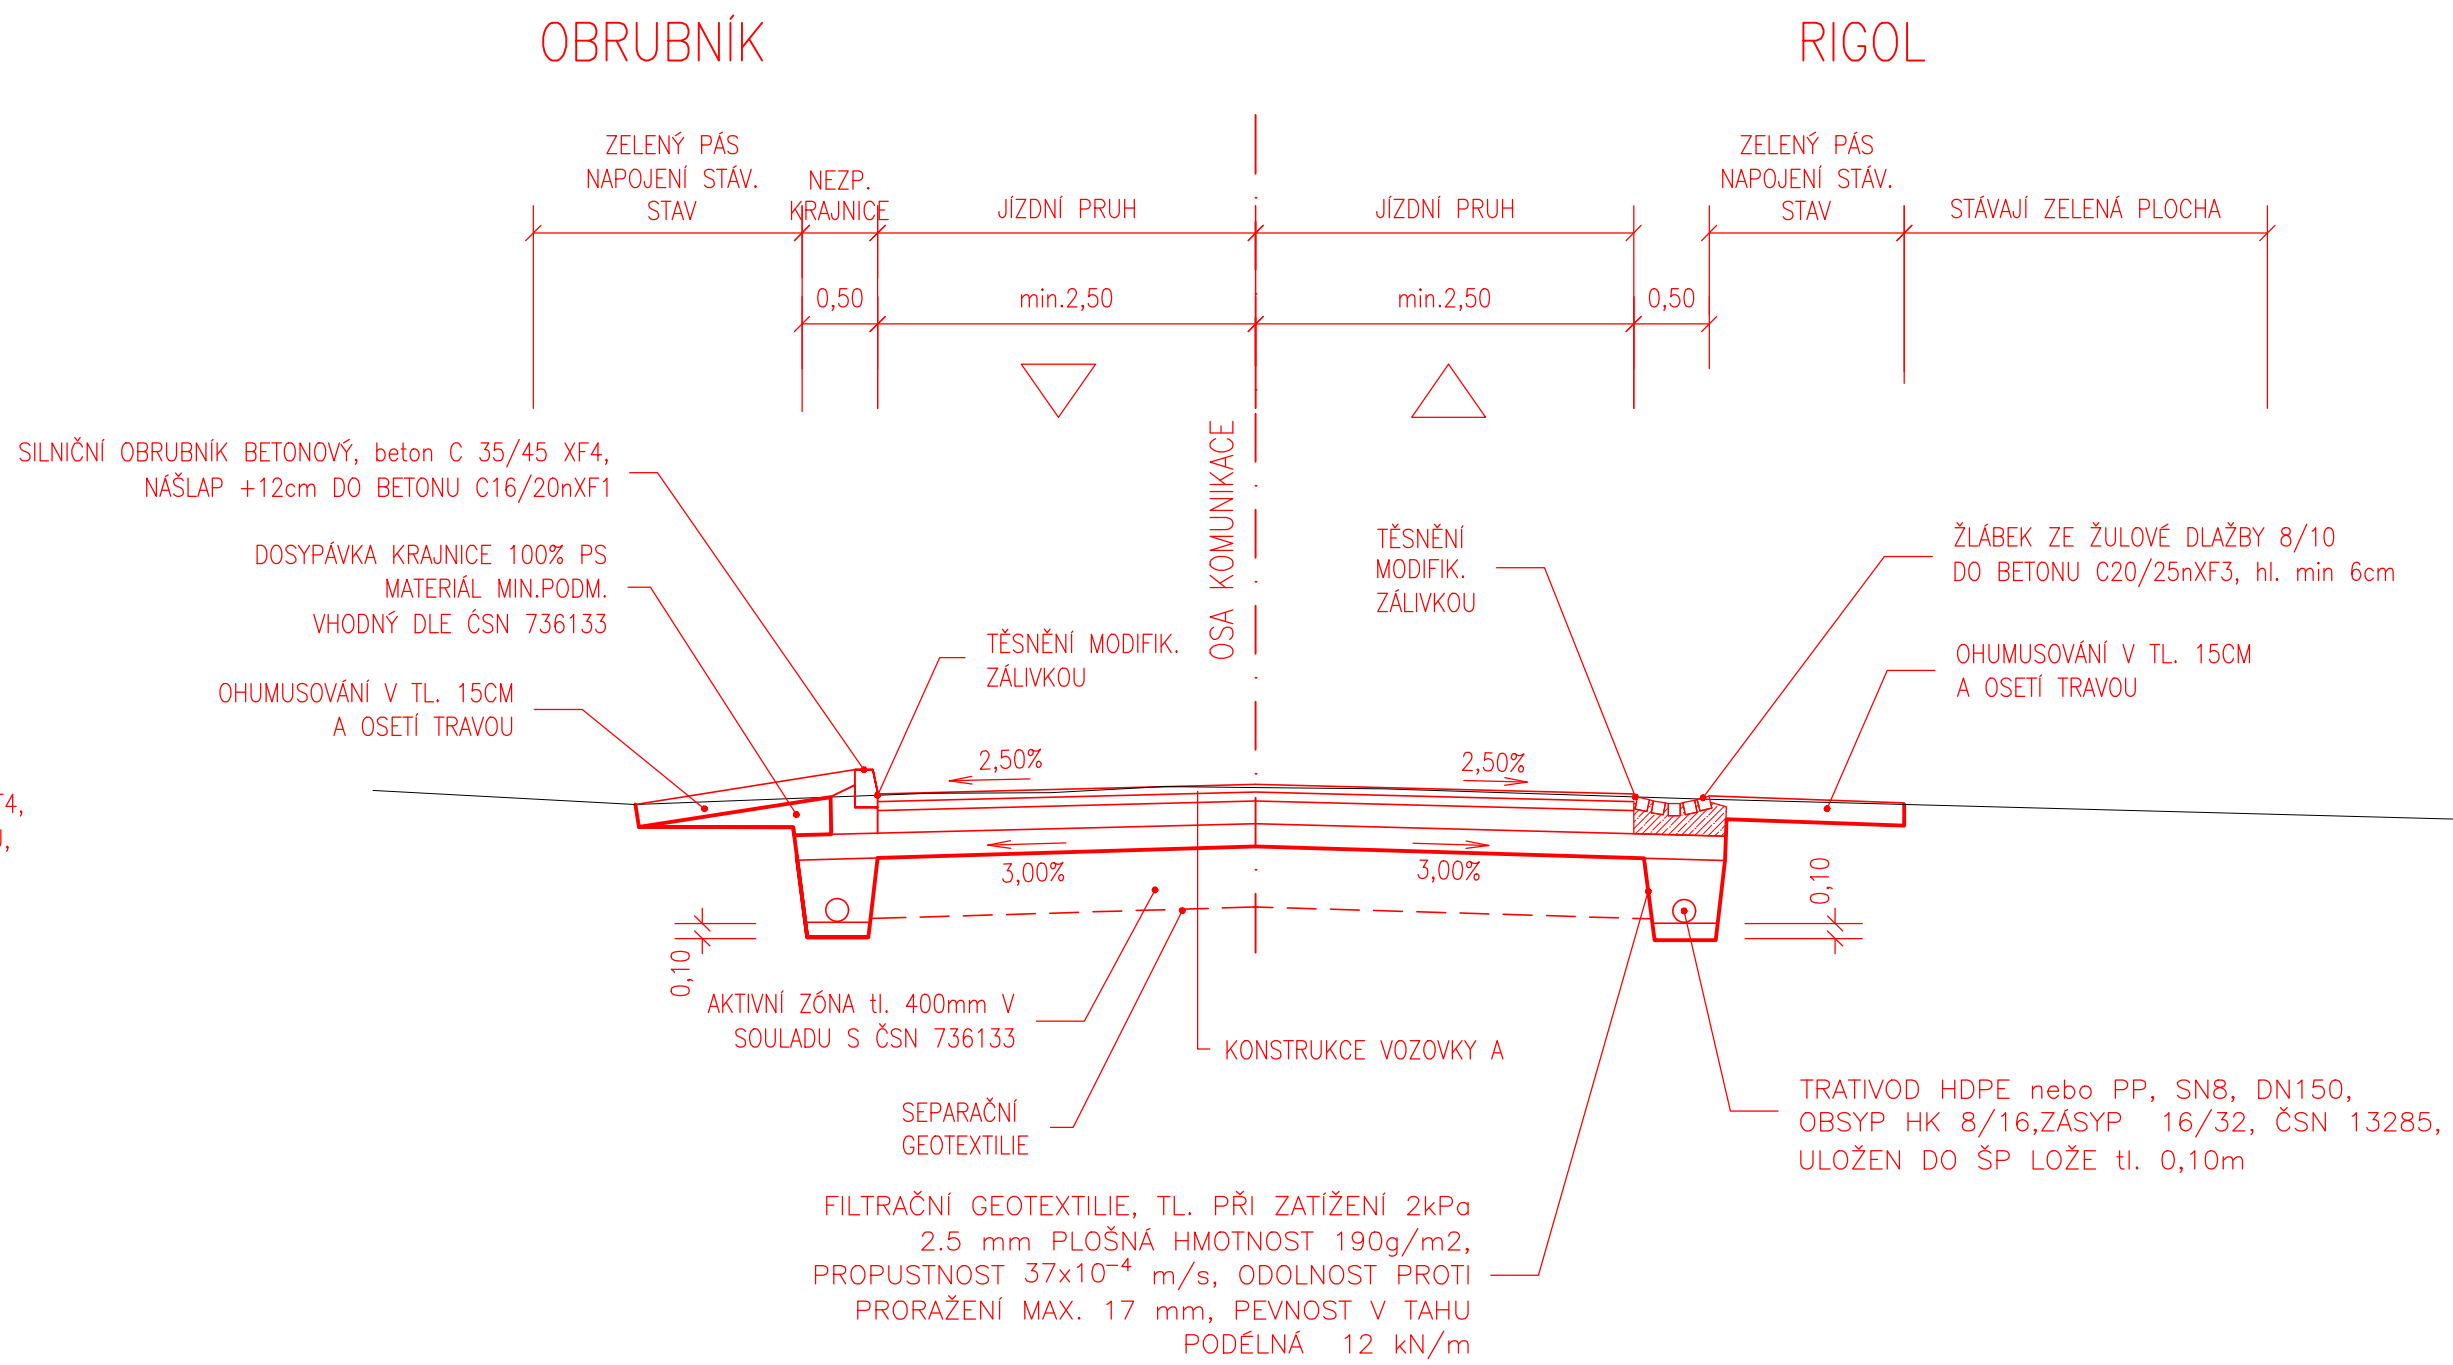 OBRUBNÍK
RIGOL
ZELENÝ PÁS
NAPOJENÍ STÁV.
STAV
NEZP.
KRAJNICE
JÍZDNÍ PRUH
JÍZDNÍ PRUH
ZELENÝ PÁS
NAPOJENÍ STÁV.
STAV
STÁVAJÍ ZELENÁ PLOCHA
0,50
min.2,50
min.2,50
0,50
SILNIČNÍ OBRUBNÍK BETONOVÝ, beton C 35/45 XF4,
NÁŠLAP +12cm DO BETONU C16/20nXF1
DOSYPÁVKA KRAJNICE 100% PS
MATERIÁL MIN.PODM.
VHODNÝ DLE ĆSN 736133
OHUMUSOVÁNÍ V TL. 15CM
A OSETÍ TRAVOU
TĚSNĚNÍ MODIFIK.
ZÁLIVKOU
OSA KOMUNIKACE
TĚSNĚNÍ
MODIFIK.
ZÁLIVKOU
ŽLÁBEK ZE ŽULOVÉ DLAŽBY 8/10
DO BETONU C20/25nXF3, hl. min 6cm
OHUMUSOVÁNÍ V TL. 15CM
A OSETÍ TRAVOU
2,50%
2,50%
3,00%
3,00%
0,10
0,10
AKTIVNÍ ZÓNA tl. 400mm V
SOULADU S ČSN 736133
KONSTRUKCE VOZOVKY A
SEPARAČNÍ
GEOTEXTILIE
TRATIVOD HDPE nebo PP, SN8, DN150,
OBSYP HK 8/16,ZÁSYP 16/32, ČSN 13285,
ULOŽEN DO ŠP LOŽE tl. 0,10m
FILTRAČNÍ GEOTEXTILIE, TL. PŘI ZATÍŽENÍ 2kPa
2.5 mm PLOŠNÁ HMOTNOST 190g/m2,
PROPUSTNOST 37x10⁻⁴ m/s, ODOLNOST PROTI
PRORAŽENÍ MAX. 17 mm, PEVNOST V TAHU
PODÉLNÁ 12 kN/m